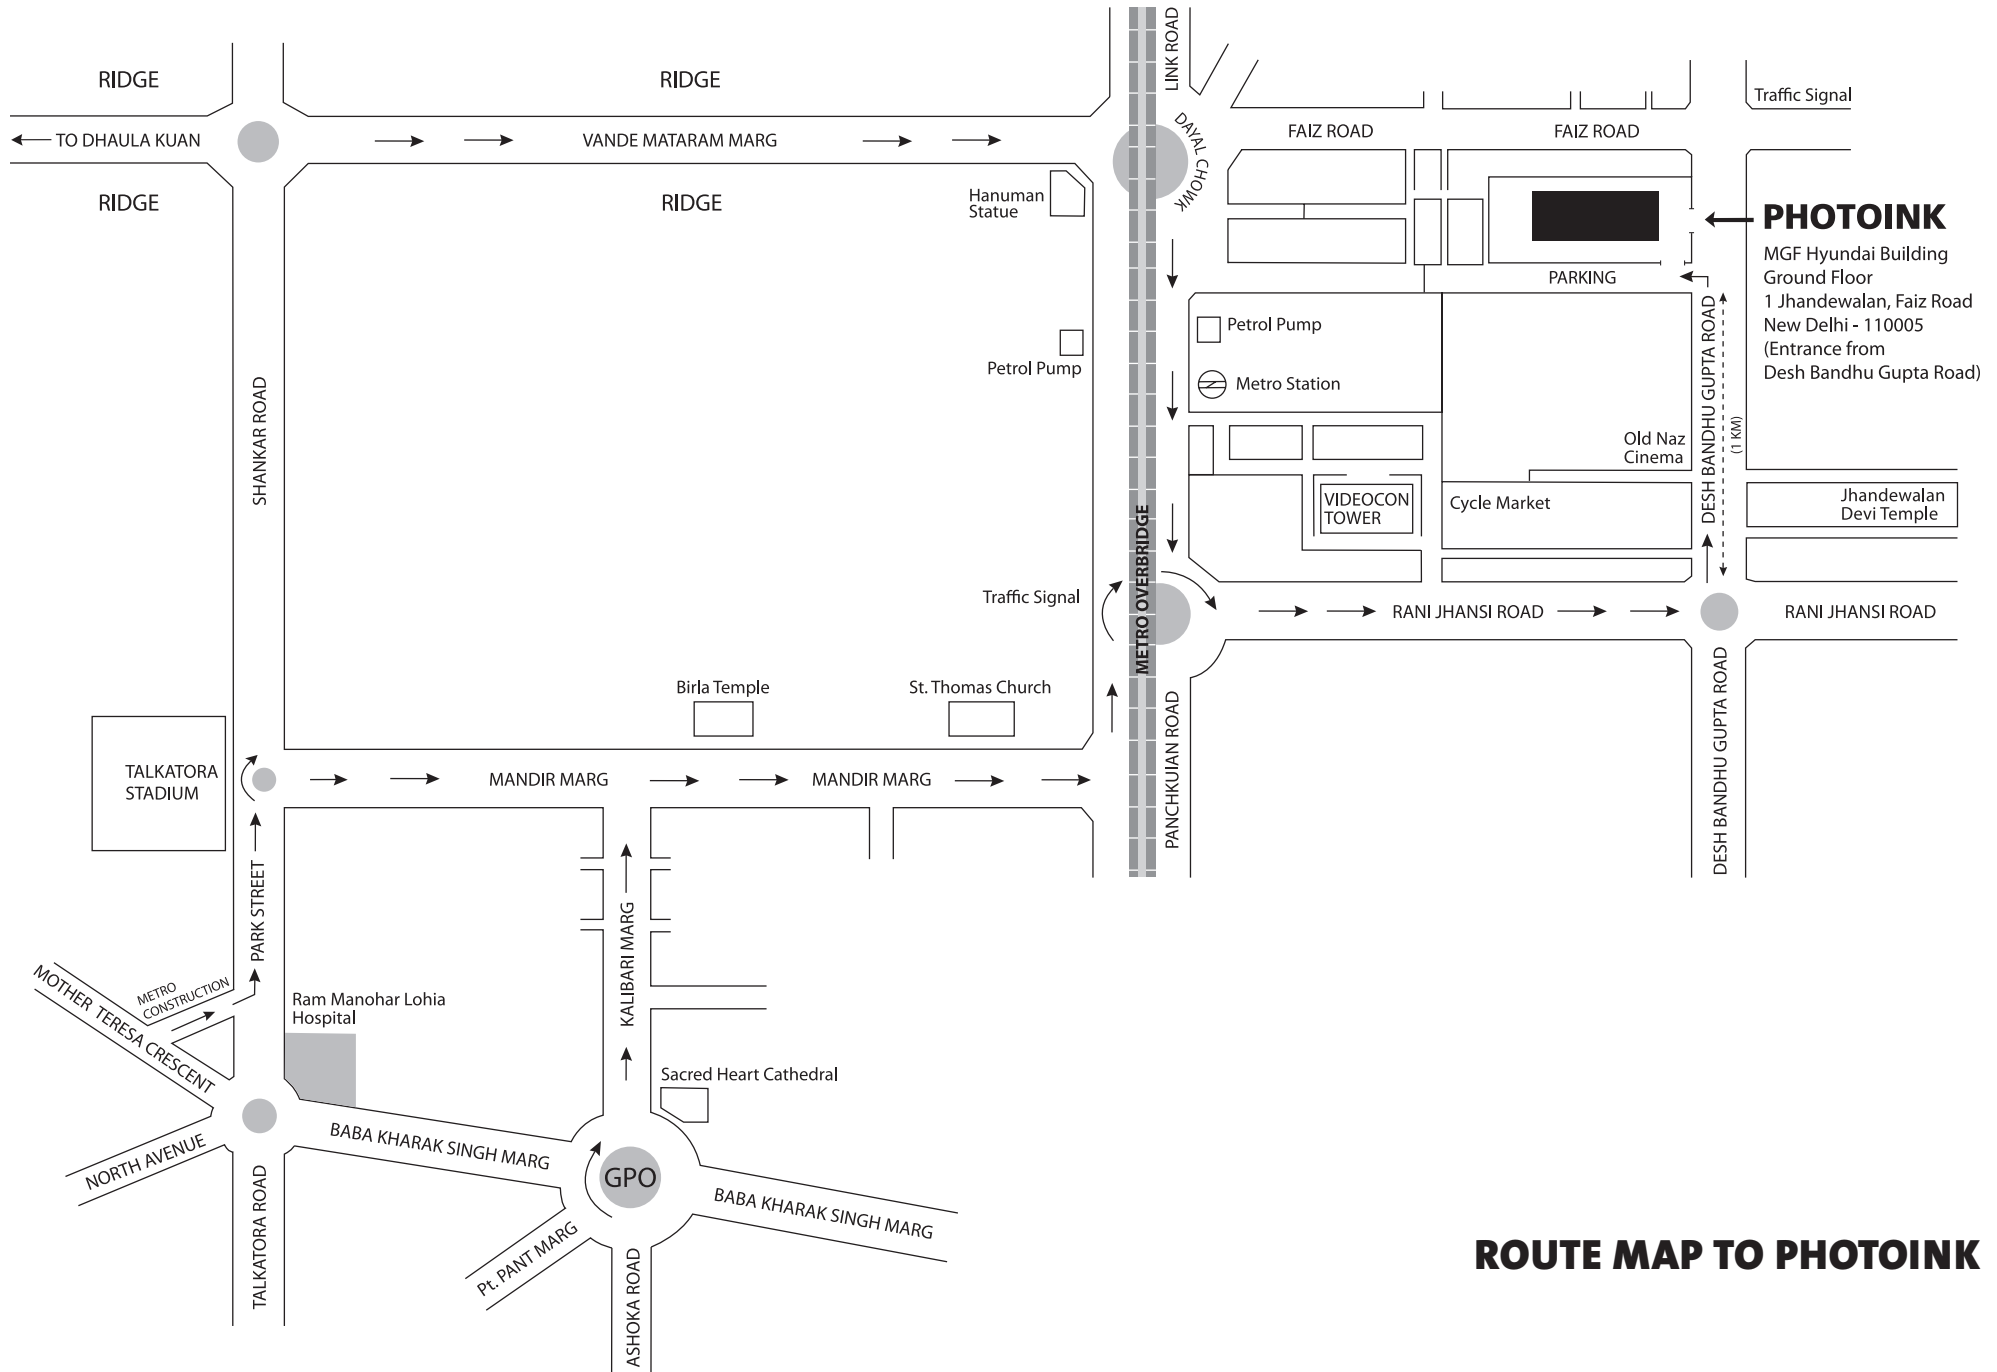 RIDGE
RIDGE
LINK ROAD
Traffic Signal
TO DHAULA KUAN
VANDE MATARAM MARG
DAYAL CHOWK
FAIZ ROAD
FAIZ ROAD
RIDGE
RIDGE
Hanuman
Statue
PHOTOINK
MGF Hyundai Building
Ground Floor
1 Jhandewalan, Faiz Road
New Delhi - 110005
(Entrance from
Desh Bandhu Gupta Road)
PARKING
Petrol Pump
Petrol Pump
Metro Station
SHANKAR ROAD
DESH BANDHU GUPTA ROAD
(1 KM)
Old Naz
Cinema
VIDEOCON
TOWER
Cycle Market
Jhandewalan
Devi Temple
METRO OVERBRIDGE
Traffic Signal
RANI JHANSI ROAD
RANI JHANSI ROAD
Birla Temple
St. Thomas Church
PANCHKUIAN ROAD
DESH BANDHU GUPTA ROAD
TALKATORA
STADIUM
MANDIR MARG
MANDIR MARG
PARK STREET
KALIBARI MARG
MOTHER TERESA CRESCENT
METRO
CONSTRUCTION
Ram Manohar Lohia
Hospital
Sacred Heart Cathedral
BABA KHARAK SINGH MARG
NORTH AVENUE
GPO
BABA KHARAK SINGH MARG
TALKATORA ROAD
Pt. PANT MARG
ASHOKA ROAD
ROUTE MAP TO PHOTOINK